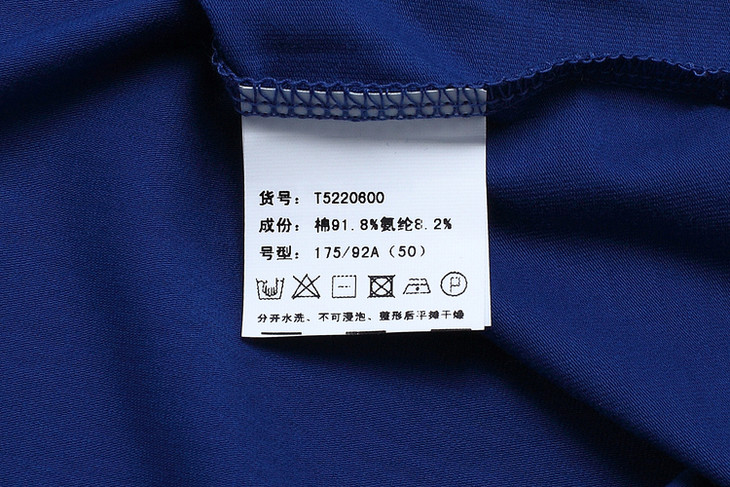 货号：T5220600
成份：棉91.8%氨纶8.2%
号型：175/92A（50）
P
分开水洗、不可浸泡、整形后平摊干燥